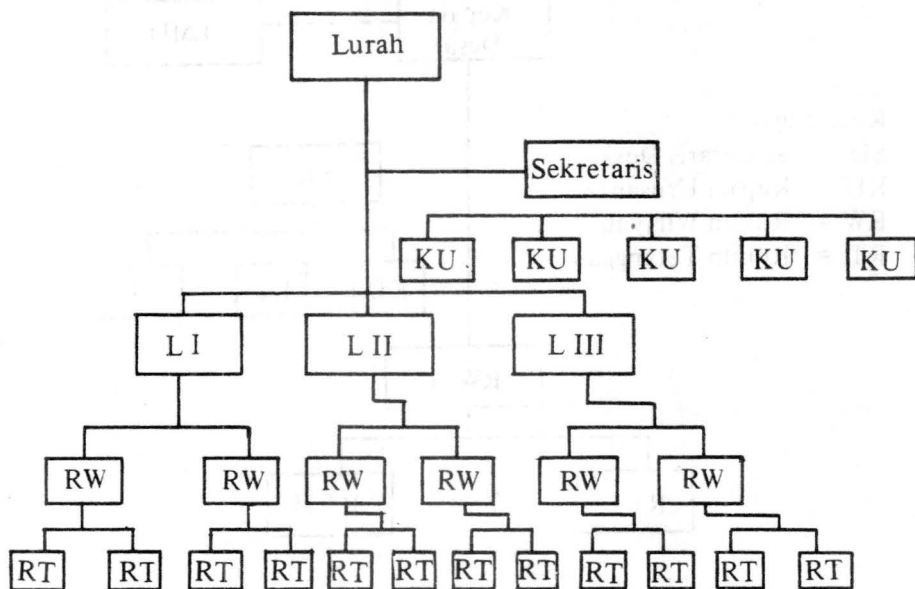 Lurah
Sekretaris
KU KU KU KU KU
L I L II L III
RW RW RW RW RW RW
RT RT RT RT RT RT RT RT RT RT RT RT